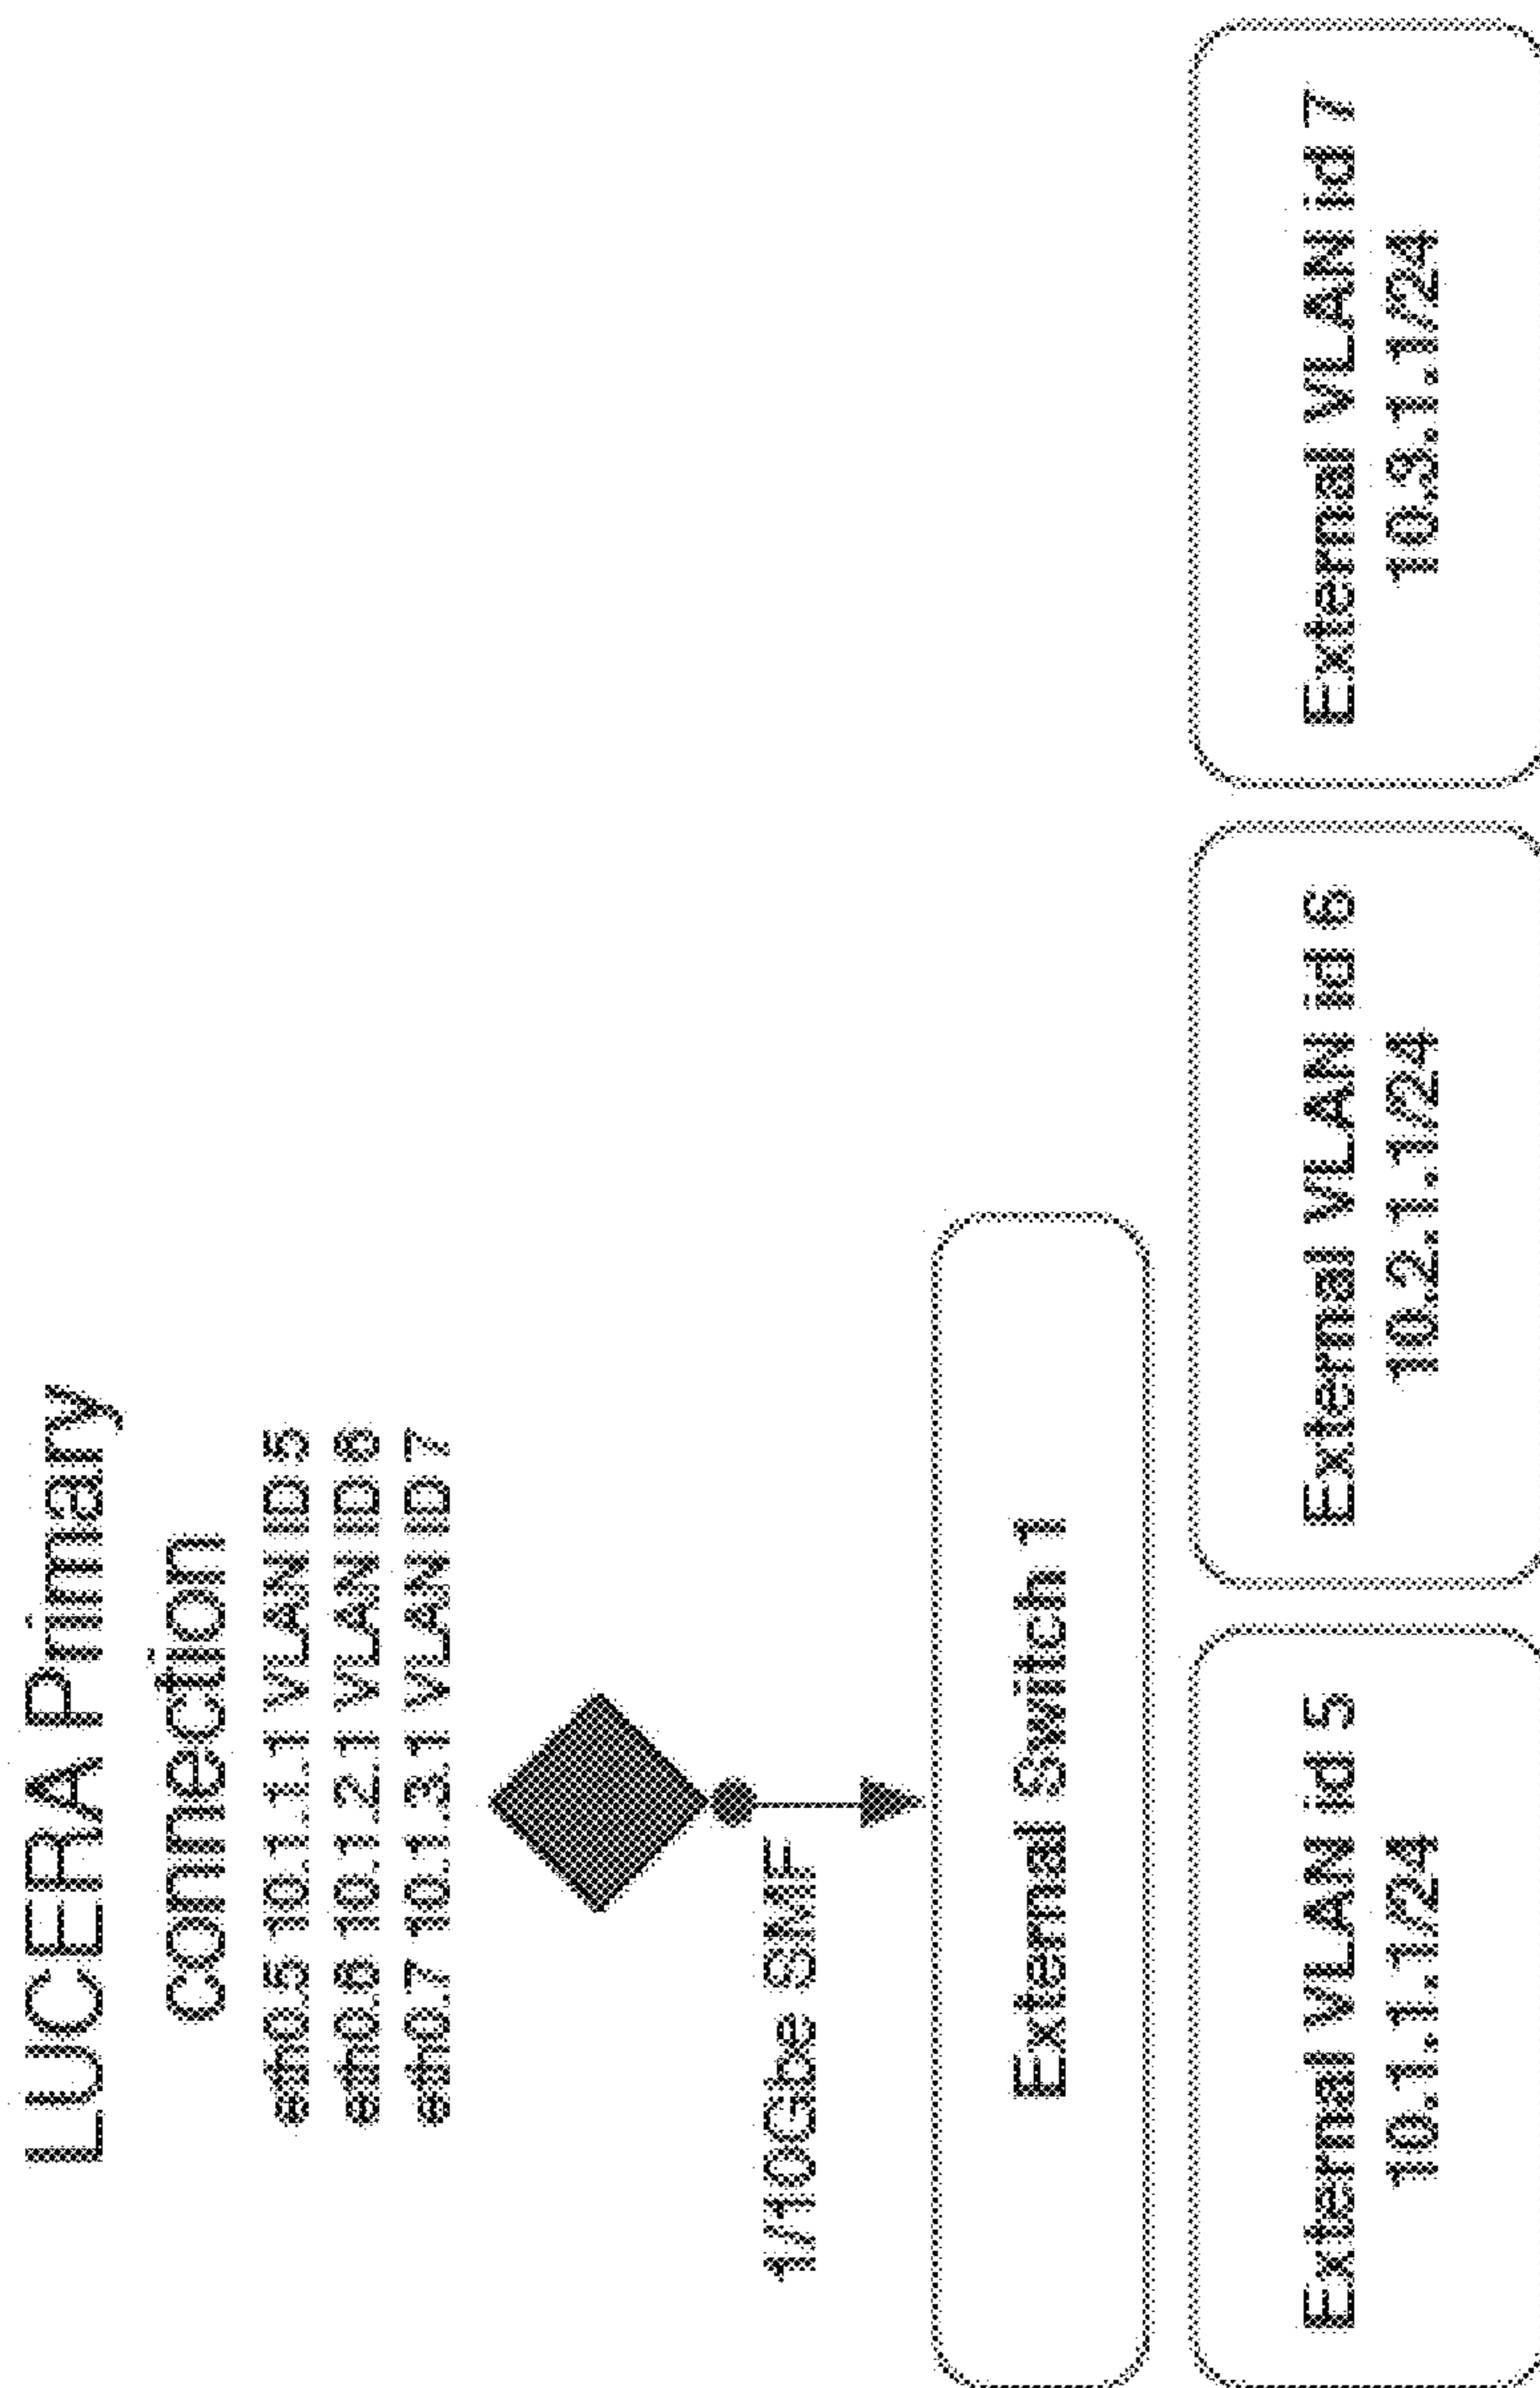 LUCERA Primary
connection
eth0.5 10.1.1.1 VLAN ID 5
eth0.6 10.1.2.1 VLAN ID 6
eth0.7 10.1.3.1 VLAN ID 7
1/10Gbe SMF
External Switch 1
External VLAN id 5
10.1.1.1/24
External VLAN id 6
10.2.1.1/24
External VLAN id 7
10.3.1.1/24